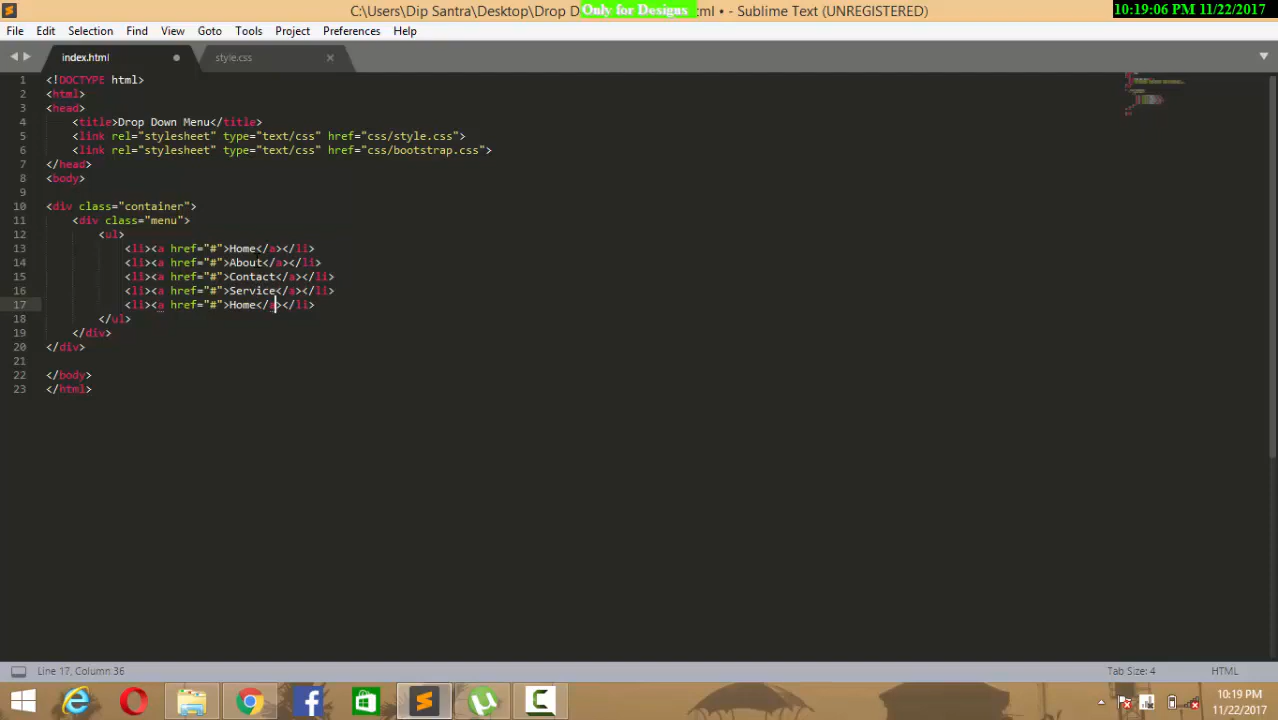 C:\Users\Dip Santra\Desktop\Drop D
Only for Designs
ml • - Sublime Text (UNREGISTERED)
10:19:06 PM 11/22/2017
File Edit Selection Find View Goto Tools Project Preferences Help
index.html style.css
1 <!DOCTYPE html>
2 <html>
3 <head>
4 <title>Drop Down Menu</title>
5 <link rel="stylesheet" type="text/css" href="css/style.css">
6 <link rel="stylesheet" type="text/css" href="css/bootstrap.css">
7 </head>
8 <body>
9
10 <div class="container">
11 <div class="menu">
12 <ul>
13 <li><a href="#">Home</a></li>
14 <li><a href="#">About</a></li>
15 <li><a href="#">Contact</a></li>
16 <li><a href="#">Service</a></li>
17 <li><a href="#">Home</a></li>
18 </ul>
19 </div>
20 </div>
21
22 </body>
23 </html>
Line 17, Column 36 Tab Size: 4 HTML
10:19 PM
11/22/2017